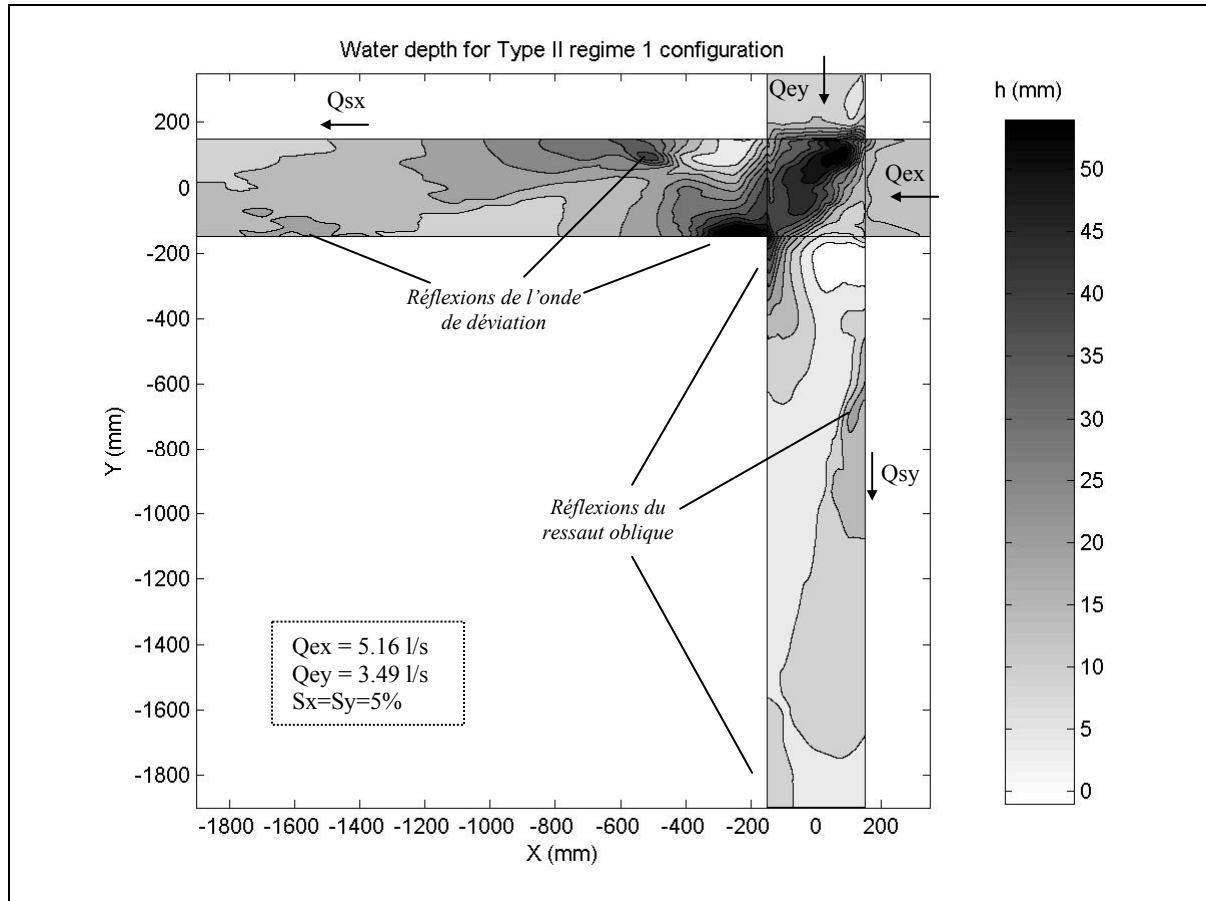 Water depth for Type II regime 1 configuration
h (mm)
Qsx
Qey
Qex
Qsy
Réflexions de l'onde
de déviation
Réflexions du
ressaut oblique
Qex = 5.16 l/s
Qey = 3.49 l/s
Sx=Sy=5%
Y (mm)
200
0
-200
-400
-600
-800
-1000
-1200
-1400
-1600
-1800
-1800 -1600 -1400 -1200 -1000 -800 -600 -400 -200 0 200
X (mm)
50
45
40
35
30
25
20
15
10
5
0